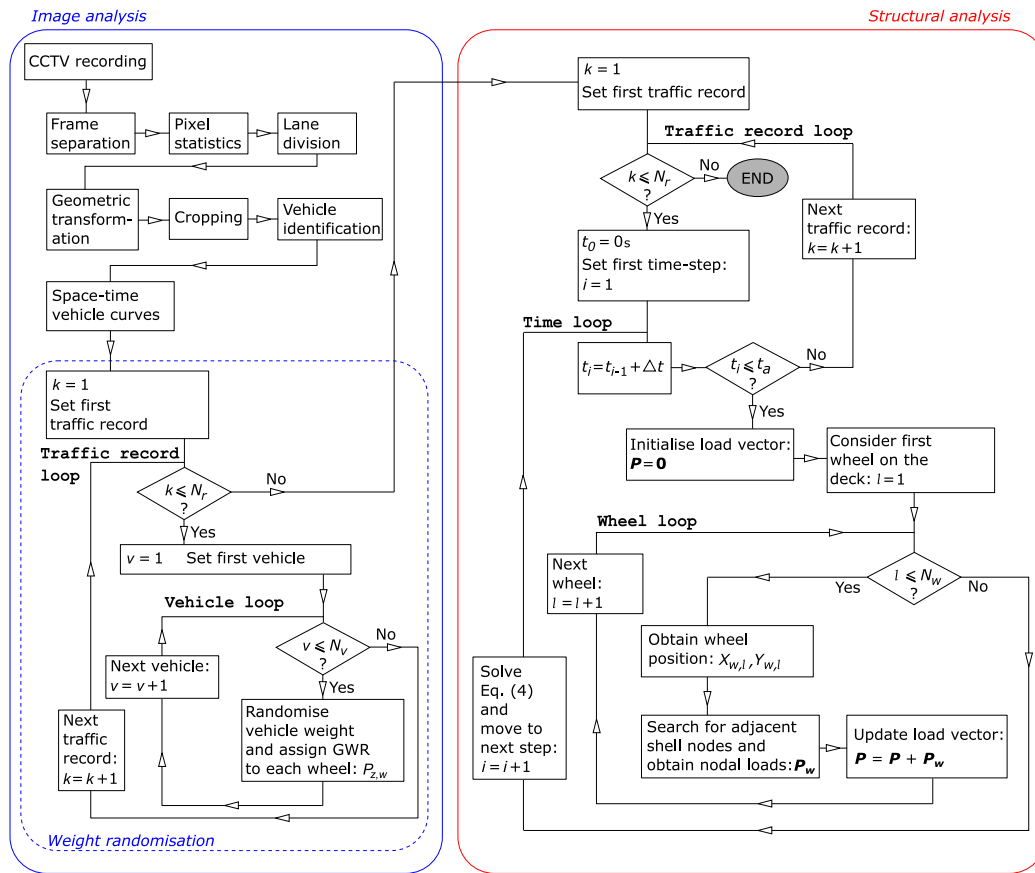 Image analysis
CCTV recording
Frame
separation
Pixel
statistics
Lane
division
Geometric
transform-
ation
Cropping
Vehicle
identification
Space-time
vehicle curves
k = 1
Set first
traffic record
Traffic record
loop
k ⩽ Nr
?
No
Yes
v = 1 Set first vehicle
Vehicle loop
v ⩽ Nv
?
No
Yes
Next vehicle:
v = v+1
Randomise
vehicle weight
and assign GWR
to each wheel: Pz,w
Next
traffic
record:
k = k+1
Weight randomisation
Structural analysis
k = 1
Set first traffic record
Traffic record loop
k ⩽ Nr
?
No
END
Yes
Next
traffic record:
k = k+1
t0 = 0s
Set first time-step:
i = 1
Time loop
ti = ti-1 + Δt
ti ⩽ ta
?
No
Yes
Initialise load vector:
P = 0
Consider first
wheel on the
deck: l = 1
Wheel loop
Next
wheel:
l = l+1
l ⩽ Nw
?
Yes
No
Obtain wheel
position: Xw,l , Yw,l
Solve
Eq. (4)
and
move to
next step:
i = i+1
Search for adjacent
shell nodes and
obtain nodal loads: Pw
Update load vector:
P = P + Pw